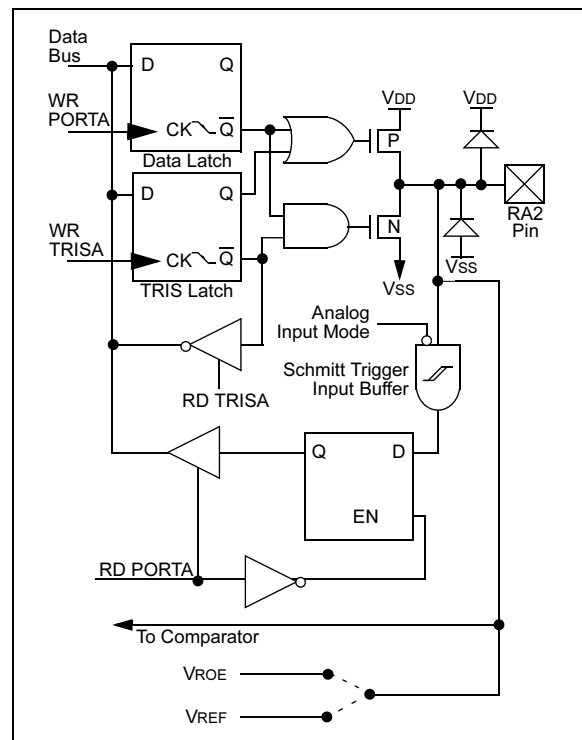 Data
Bus
D
Q
WR
PORTA
CK
Q
Data Latch
VDD
VDD
P
D
Q
RA2
Pin
N
WR
TRISA
CK
Q
TRIS Latch
VSS
VSS
Analog
Input Mode
Schmitt Trigger
Input Buffer
RD TRISA
Q
D
EN
RD PORTA
To Comparator
VROE
VREF